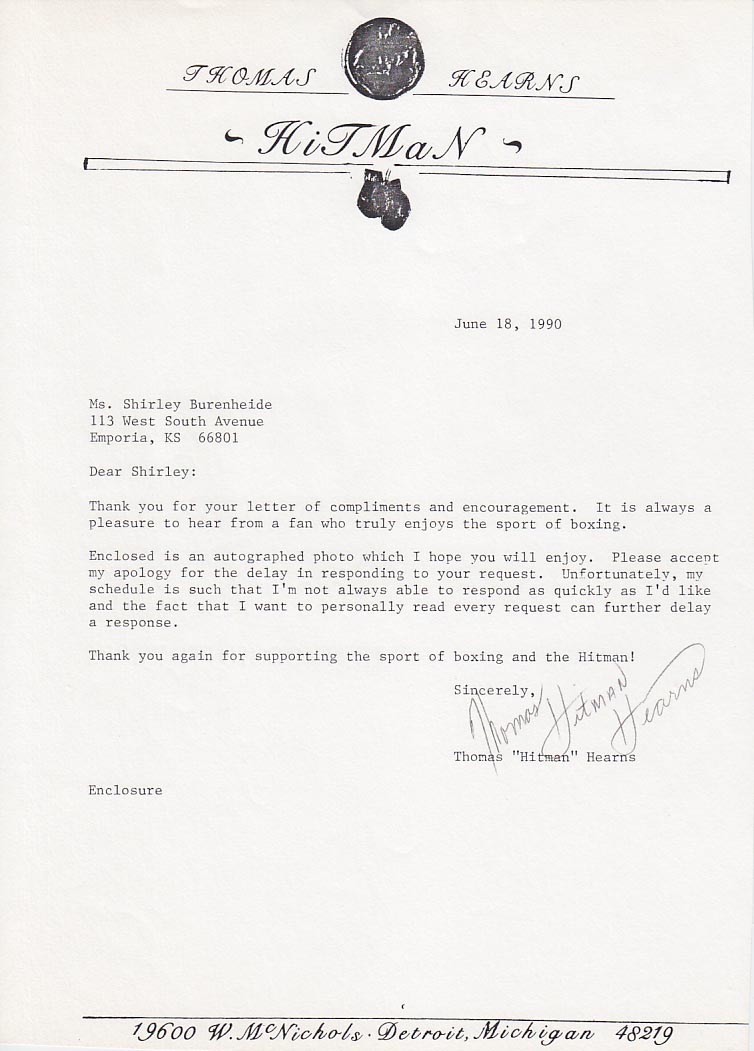 THOMAS HEARNS
~ HiTMaN ~
June 18, 1990
Ms. Shirley Burenheide
113 West South Avenue
Emporia, KS 66801
Dear Shirley:
Thank you for your letter of compliments and encouragement. It is always a
pleasure to hear from a fan who truly enjoys the sport of boxing.
Enclosed is an autographed photo which I hope you will enjoy. Please accept
my apology for the delay in responding to your request. Unfortunately, my
schedule is such that I'm not always able to respond as quickly as I'd like
and the fact that I want to personally read every request can further delay
a response.
Thank you again for supporting the sport of boxing and the Hitman!
Sincerely,
Thomas Hitman Hearns
Thomas "Hitman" Hearns
Enclosure
19600 W. McNichols · Detroit, Michigan 48219